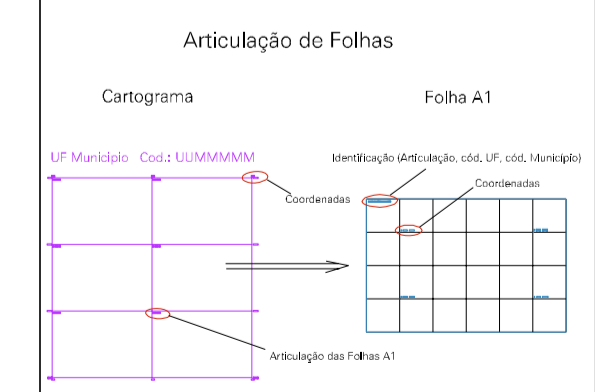 Articulação de Folhas
Cartograma
Folha A1
UF Municipio Cod.: UUMMMMM
Identificação (Articulação, cód. UF, cód. Município)
Coordenadas
Coordenadas
Articulação das Folhas A1